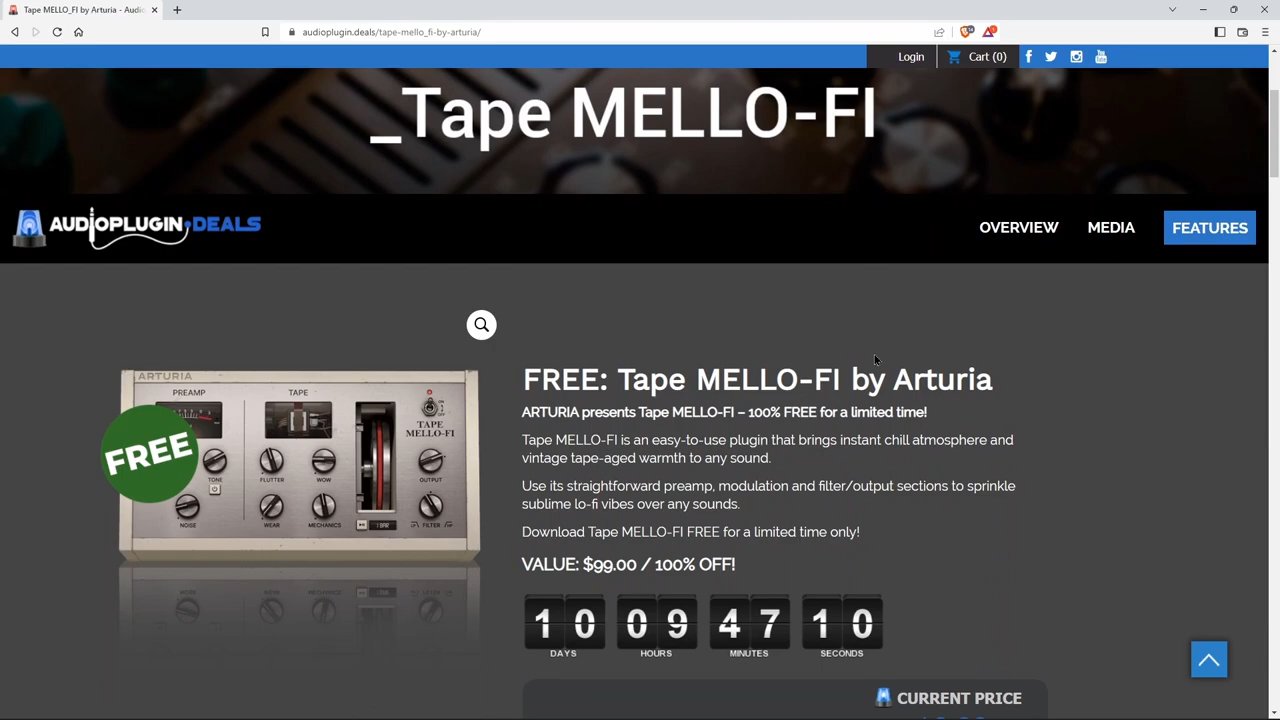 Tape MELLO_FI by Arturia - Audio
audioplugin.deals/tape-mello_fi-by-arturia/
Login
Cart (0)
_Tape MELLO-FI
AUDIOPLUGIN.DEALS
OVERVIEW
MEDIA
FEATURES
ARTURIA
PREAMP
TAPE
ON
OFF
TAPE
MELLO-FI
FREE
TONE
FLUTTER
WOW
OUTPUT
NOISE
WEAR
MECHANICS
FILTER
FREE: Tape MELLO-FI by Arturia
ARTURIA presents Tape MELLO-FI – 100% FREE for a limited time!
Tape MELLO-FI is an easy-to-use plugin that brings instant chill atmosphere and
vintage tape-aged warmth to any sound.
Use its straightforward preamp, modulation and filter/output sections to sprinkle
sublime lo-fi vibes over any sounds.
Download Tape MELLO-FI FREE for a limited time only!
VALUE: $99.00 / 100% OFF!
10 09 47 10
DAYS HOURS MINUTES SECONDS
CURRENT PRICE